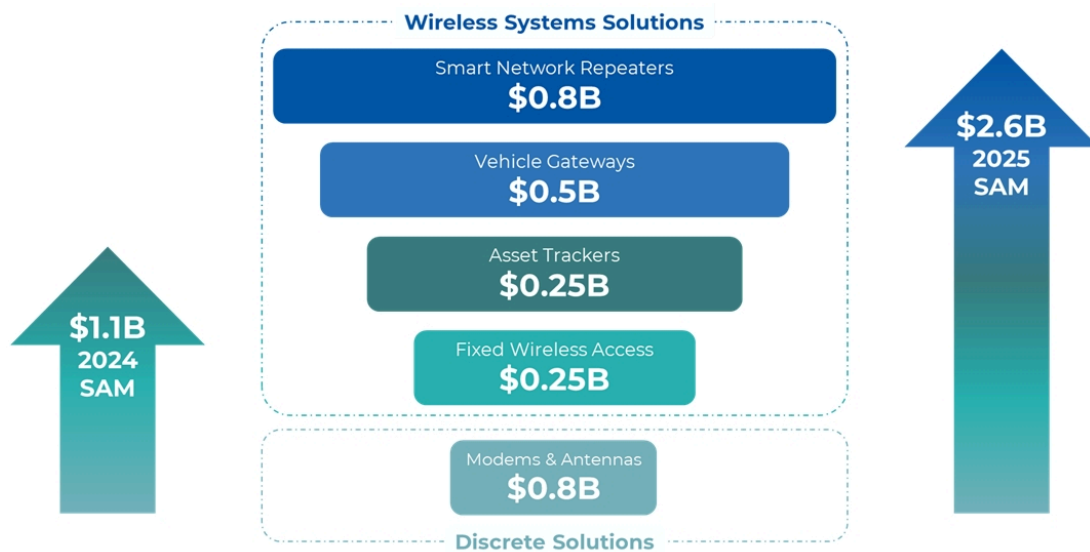 Wireless Systems Solutions
Smart Network Repeaters
$0.8B
Vehicle Gateways
$0.5B
Asset Trackers
$0.25B
Fixed Wireless Access
$0.25B
Modems & Antennas
$0.8B
Discrete Solutions
$1.1B
2024
SAM
$2.6B
2025
SAM